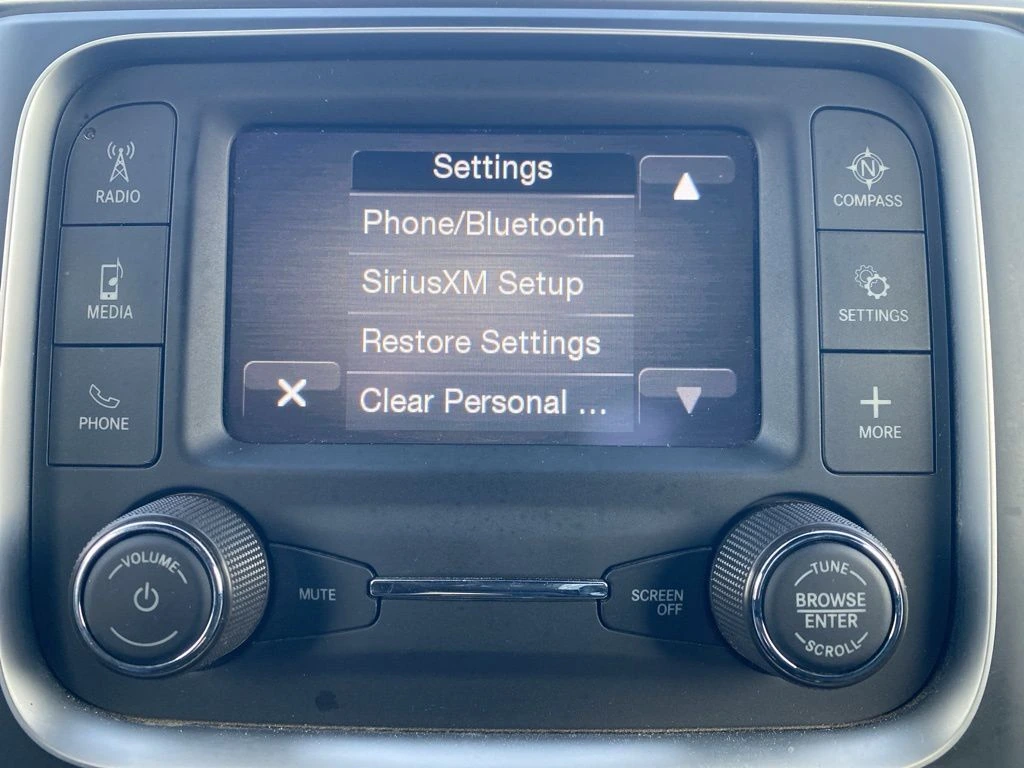 RADIO
MEDIA
PHONE
Settings
Phone/Bluetooth
SiriusXM Setup
Restore Settings
Clear Personal ...
N
COMPASS
SETTINGS
MORE
VOLUME
MUTE
SCREEN
OFF
TUNE
BROWSE
ENTER
SCROLL